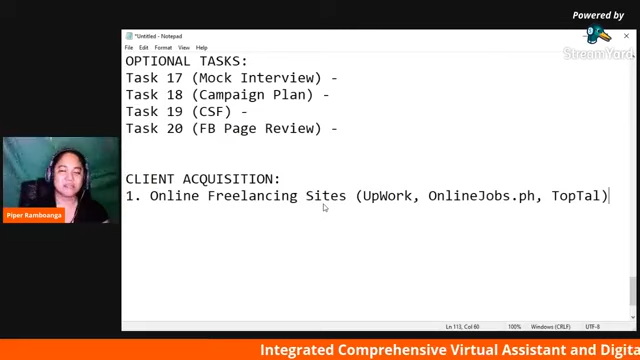 Powered by
StreamYard
*Untitled - Notepad
File Edit Format View Help
OPTIONAL TASKS:
Task 17 (Mock Interview) -
Task 18 (Campaign Plan) -
Task 19 (CSF) -
Task 20 (FB Page Review) -
CLIENT ACQUISITION:
1. Online Freelancing Sites (UpWork, OnlineJobs.ph, TopTal)
Piper Ramboanga
Ln 113, Col 60 100% Windows (CRLF) UTF-8
Integrated Comprehensive Virtual Assistant and Digita